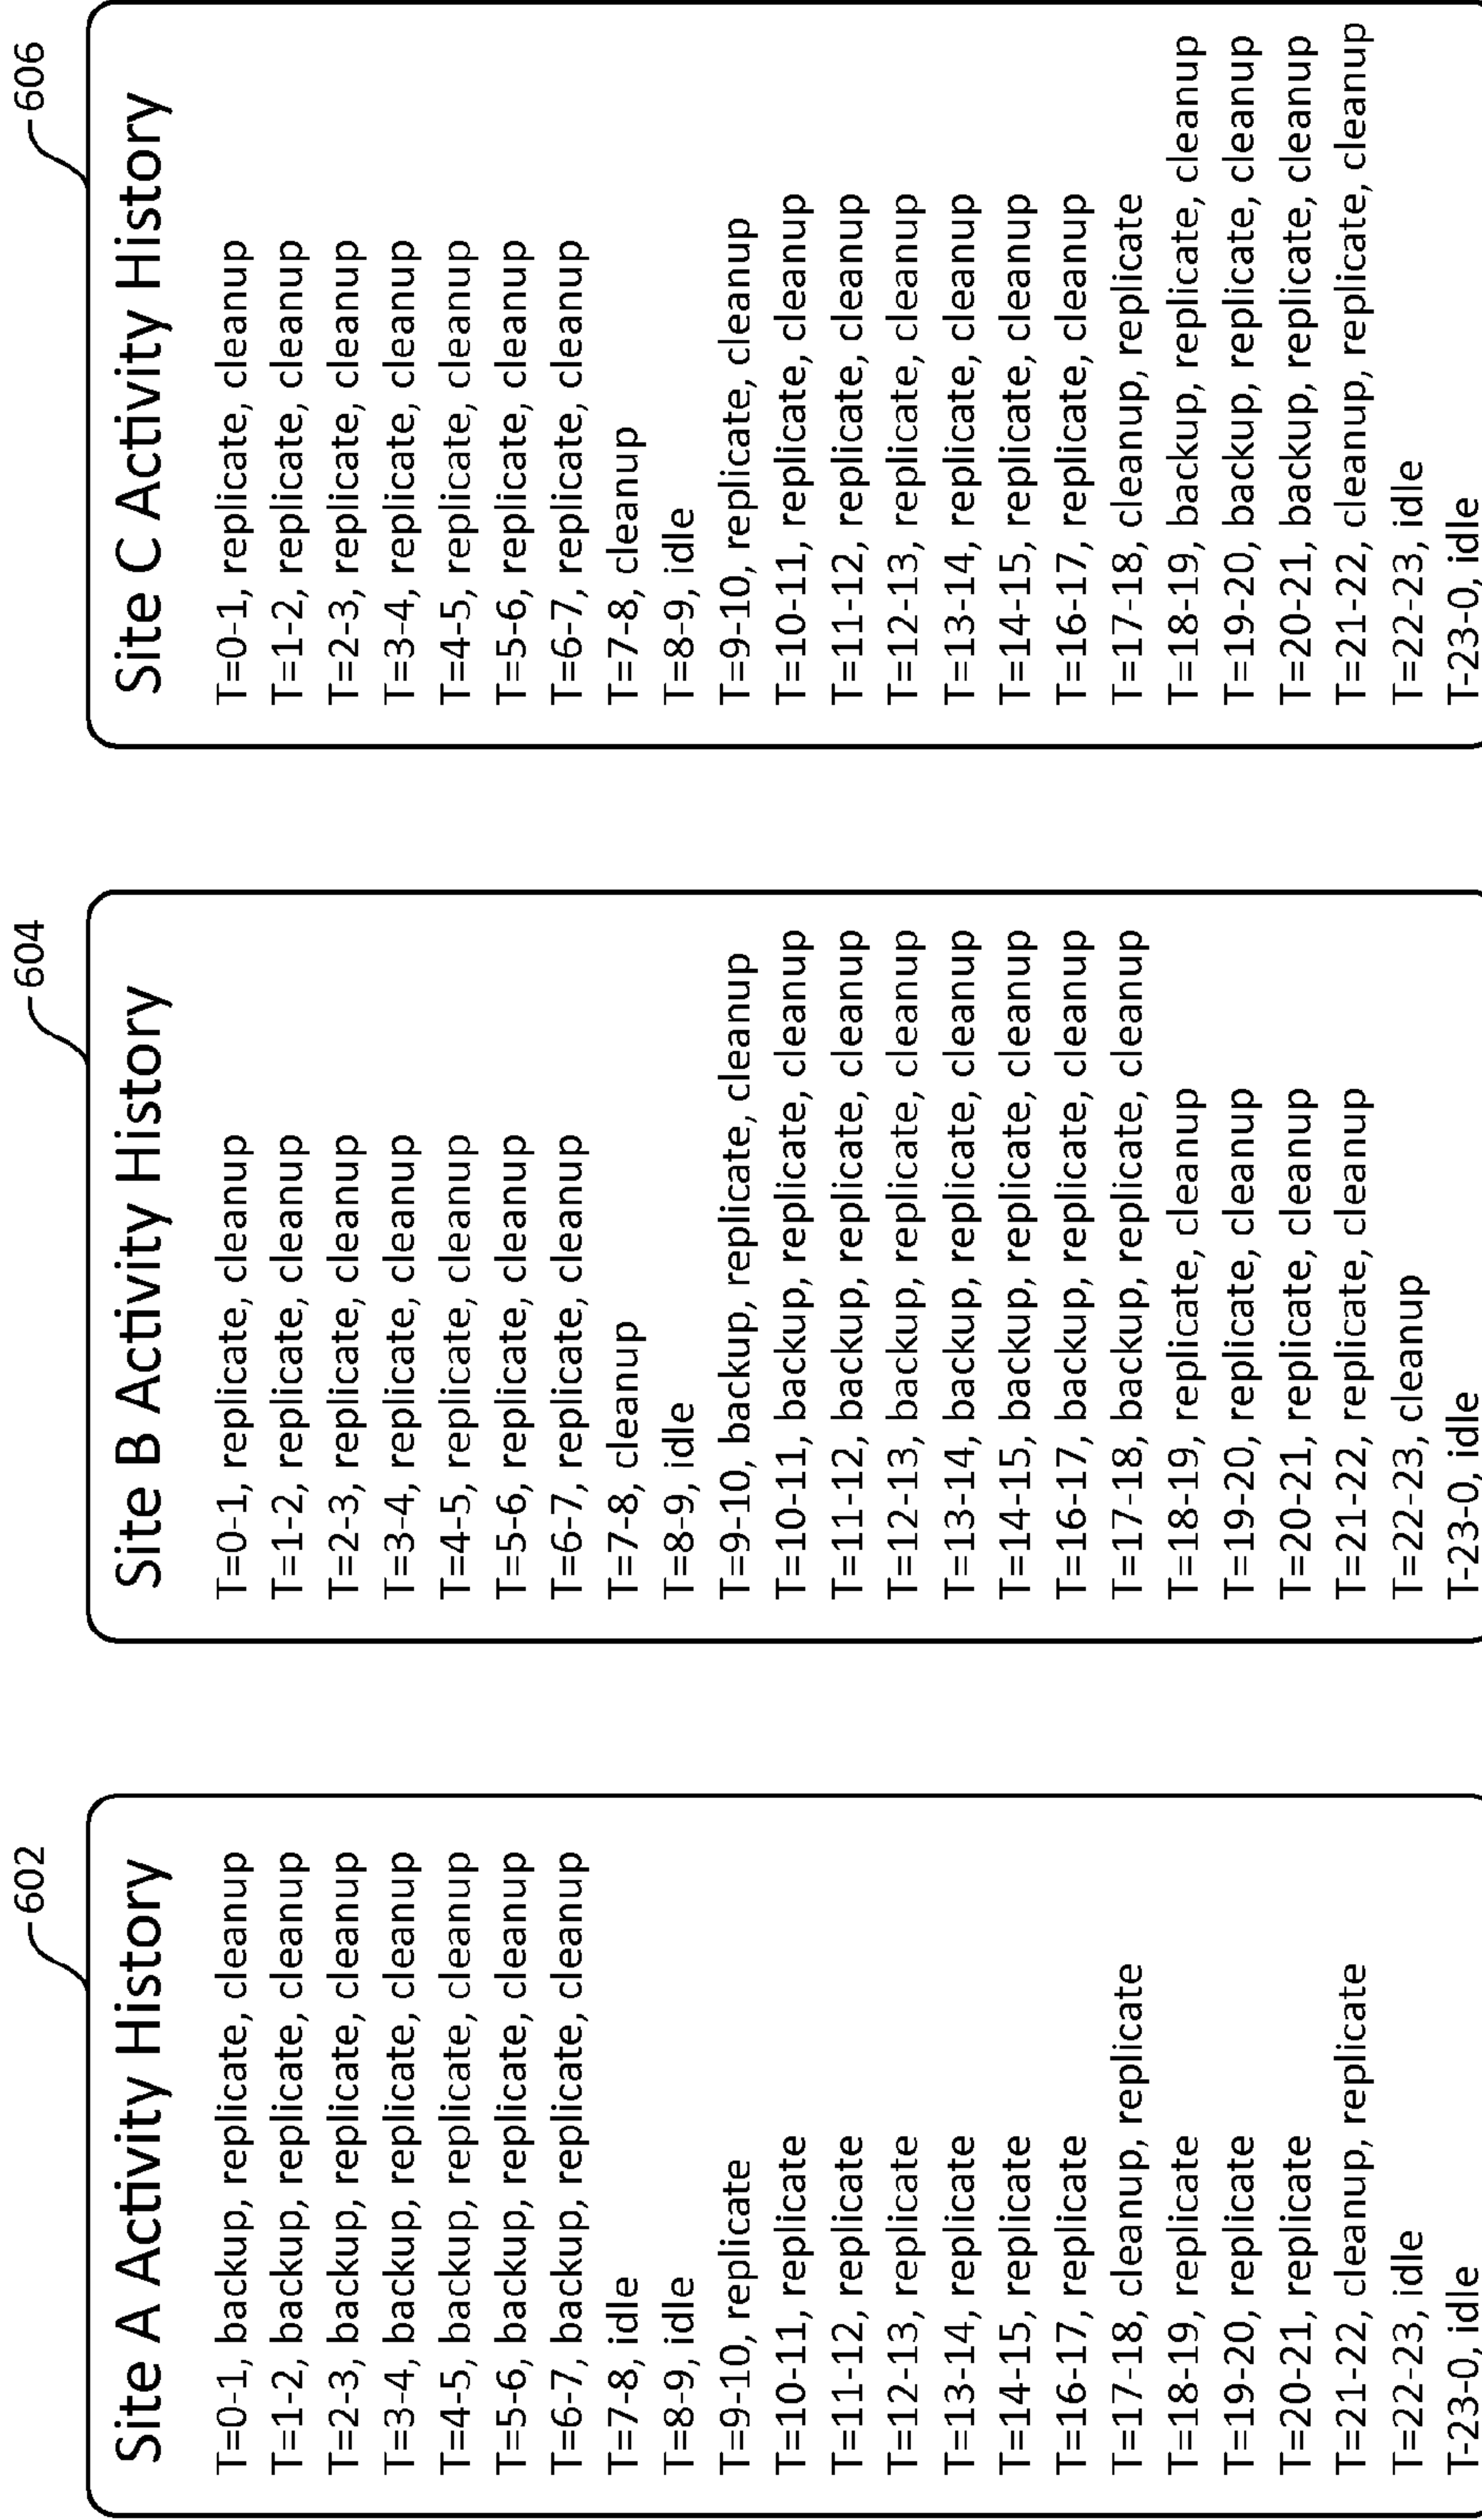 602
Site A Activity History
T=0-1, backup, replicate, cleanup
T=1-2, backup, replicate, cleanup
T=2-3, backup, replicate, cleanup
T=3-4, backup, replicate, cleanup
T=4-5, backup, replicate, cleanup
T=5-6, backup, replicate, cleanup
T=6-7, backup, replicate, cleanup
T=7-8, idle
T=8-9, idle
T=9-10, replicate
T=10-11, replicate
T=11-12, replicate
T=12-13, replicate
T=13-14, replicate
T=14-15, replicate
T=16-17, replicate
T=17-18, cleanup, replicate
T=18-19, replicate
T=19-20, replicate
T=20-21, replicate
T=21-22, cleanup, replicate
T=22-23, idle
T-23-0, idle
604
Site B Activity History
T=0-1, replicate, cleanup
T=1-2, replicate, cleanup
T=2-3, replicate, cleanup
T=3-4, replicate, cleanup
T=4-5, replicate, cleanup
T=5-6, replicate, cleanup
T=6-7, replicate, cleanup
T=7-8, cleanup
T=8-9, idle
T=9-10, backup, replicate, cleanup
T=10-11, backup, replicate, cleanup
T=11-12, backup, replicate, cleanup
T=12-13, backup, replicate, cleanup
T=13-14, backup, replicate, cleanup
T=14-15, backup, replicate, cleanup
T=16-17, backup, replicate, cleanup
T=17-18, backup, replicate, cleanup
T=18-19, replicate, cleanup
T=19-20, replicate, cleanup
T=20-21, replicate, cleanup
T=21-22, replicate, cleanup
T=22-23, cleanup
T-23-0, idle
606
Site C Activity History
T=0-1, replicate, cleanup
T=1-2, replicate, cleanup
T=2-3, replicate, cleanup
T=3-4, replicate, cleanup
T=4-5, replicate, cleanup
T=5-6, replicate, cleanup
T=6-7, replicate, cleanup
T=7-8, cleanup
T=8-9, idle
T=9-10, replicate, cleanup
T=10-11, replicate, cleanup
T=11-12, replicate, cleanup
T=12-13, replicate, cleanup
T=13-14, replicate, cleanup
T=14-15, replicate, cleanup
T=16-17, replicate, cleanup
T=17-18, cleanup, replicate
T=18-19, backup, replicate, cleanup
T=19-20, backup, replicate, cleanup
T=20-21, backup, replicate, cleanup
T=21-22, cleanup, replicate, cleanup
T=22-23, idle
T-23-0, idle